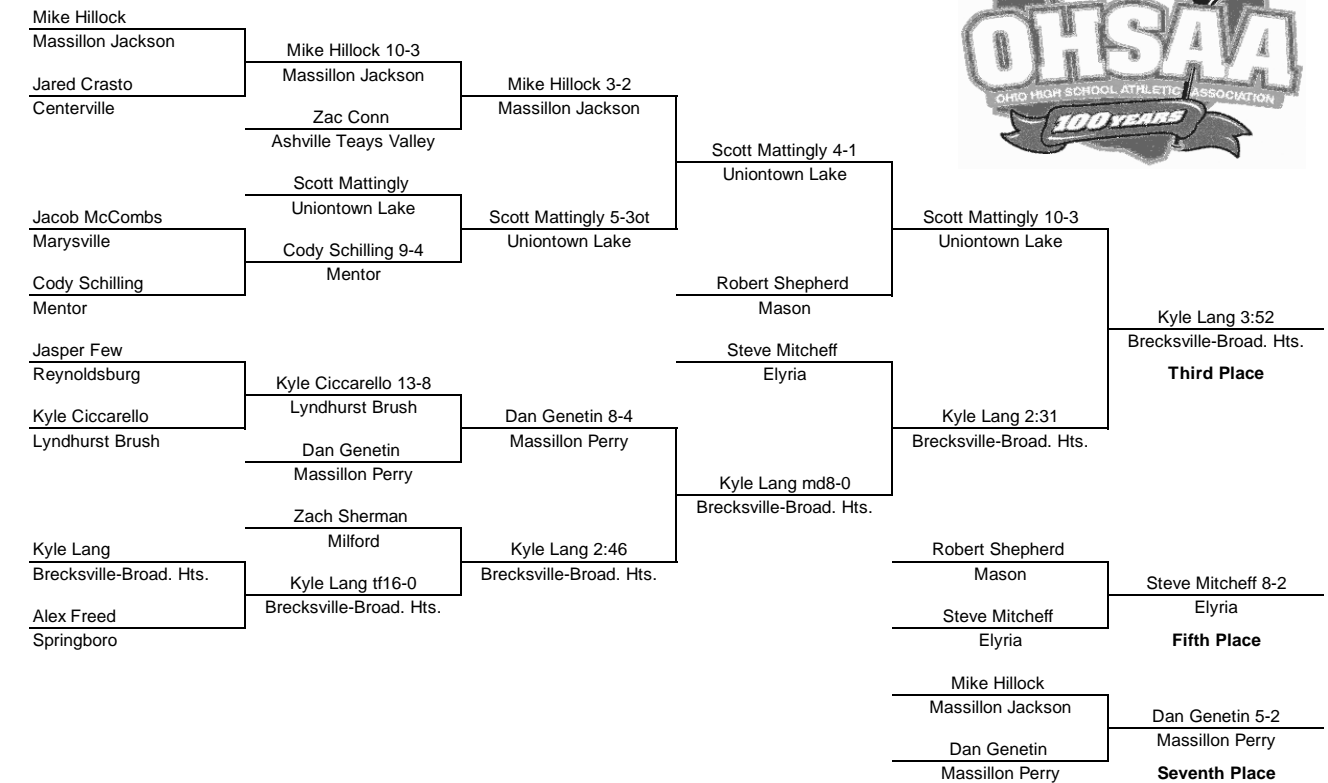 Mike Hillock
Massillon Jackson
Jared Crasto
Centerville
Jacob McCombs
Marysville
Cody Schilling
Mentor
Jasper Few
Reynoldsburg
Kyle Ciccarello
Lyndhurst Brush
Kyle Lang
Brecksville-Broad. Hts.
Alex Freed
Springboro
Mike Hillock 10-3
Massillon Jackson
Zac Conn
Ashville Teays Valley
Scott Mattingly
Uniontown Lake
Cody Schilling 9-4
Mentor
Kyle Ciccarello 13-8
Lyndhurst Brush
Dan Genetin
Massillon Perry
Zach Sherman
Milford
Kyle Lang tf16-0
Brecksville-Broad. Hts.
Mike Hillock 3-2
Massillon Jackson
Scott Mattingly 5-3ot
Uniontown Lake
Dan Genetin 8-4
Massillon Perry
Kyle Lang 2:46
Brecksville-Broad. Hts.
Scott Mattingly 4-1
Uniontown Lake
Robert Shepherd
Mason
Steve Mitcheff
Elyria
Kyle Lang md8-0
Brecksville-Broad. Hts.
Scott Mattingly 10-3
Uniontown Lake
Kyle Lang 2:31
Brecksville-Broad. Hts.
Robert Shepherd
Mason
Steve Mitcheff
Elyria
Mike Hillock
Massillon Jackson
Dan Genetin
Massillon Perry
OHSAA
OHIO HIGH SCHOOL ATHLETIC ASSOCIATION
100 YEARS
Kyle Lang 3:52
Brecksville-Broad. Hts.
Third Place
Steve Mitcheff 8-2
Elyria
Fifth Place
Dan Genetin 5-2
Massillon Perry
Seventh Place